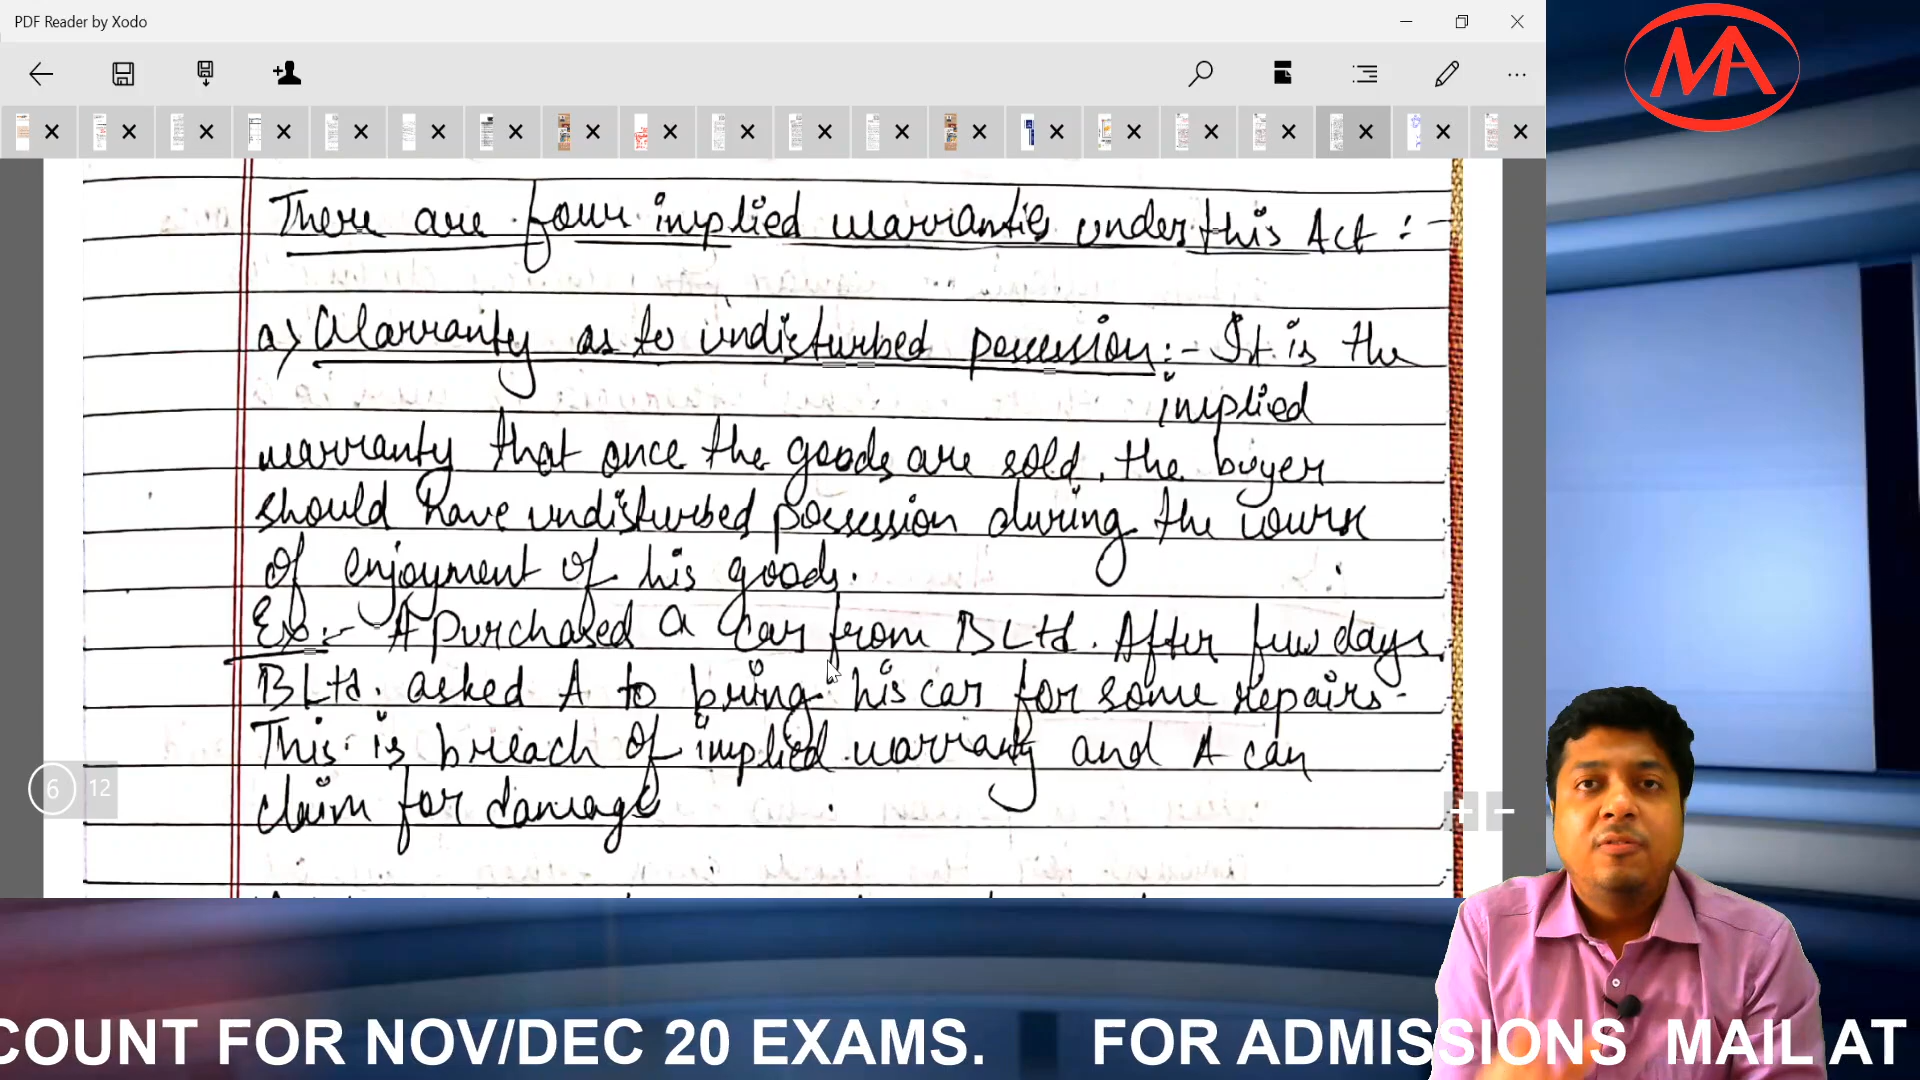 PDF Reader by Xodo
MA
There are four implied warranties under this Act :-
a) Warranty as to undisturbed possession :- It is the
implied
warranty that once the goods are sold, the buyer
should have undisturbed possession during the course
of enjoyment of his goods.
Ex :- A purchased a car from B Ltd. After few days
B Ltd. asked A to bring his car for some repairs.
This is breach of implied warranty and A can
claim for damage
6 12
COUNT FOR NOV/DEC 20 EXAMS. FOR ADMISSIONS MAIL AT